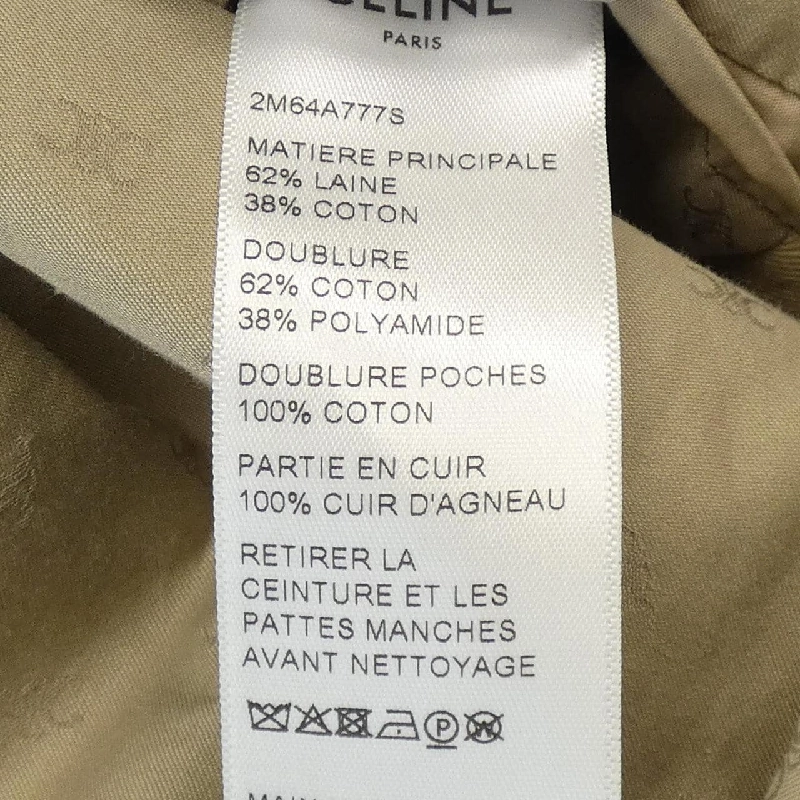 CELINE
PARIS
2M64A777S
MATIERE PRINCIPALE
62% LAINE
38% COTON
DOUBLURE
62% COTON
38% POLYAMIDE
DOUBLURE POCHES
100% COTON
PARTIE EN CUIR
100% CUIR D'AGNEAU
RETIRER LA
CEINTURE ET LES
PATTES MANCHES
AVANT NETTOYAGE
P
W